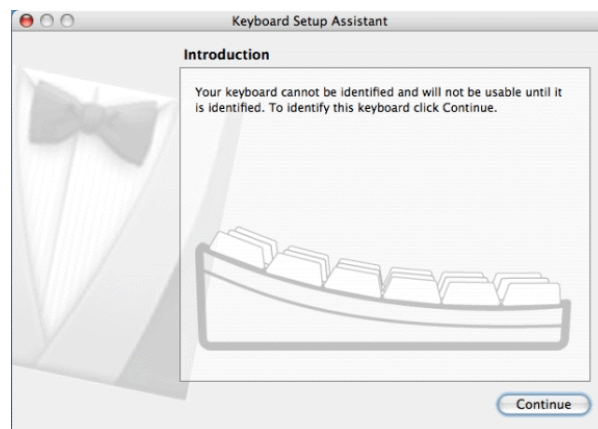 Keyboard Setup Assistant
Introduction
Your keyboard cannot be identified and will not be usable until it
is identified. To identify this keyboard click Continue.
Continue